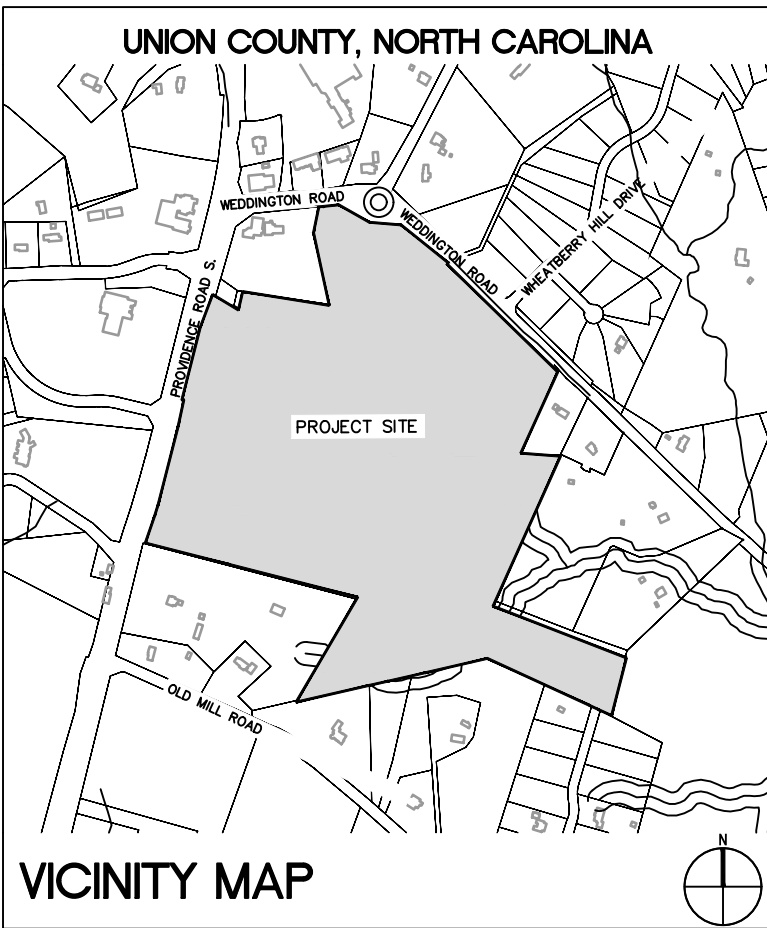 UNION COUNTY, NORTH CAROLINA
WEDDINGTON ROAD
WEDDINGTON ROAD
WHEATBERRY HILL DRIVE
PROVIDENCE ROAD S.
PROJECT SITE
OLD MILL ROAD
VICINITY MAP
N